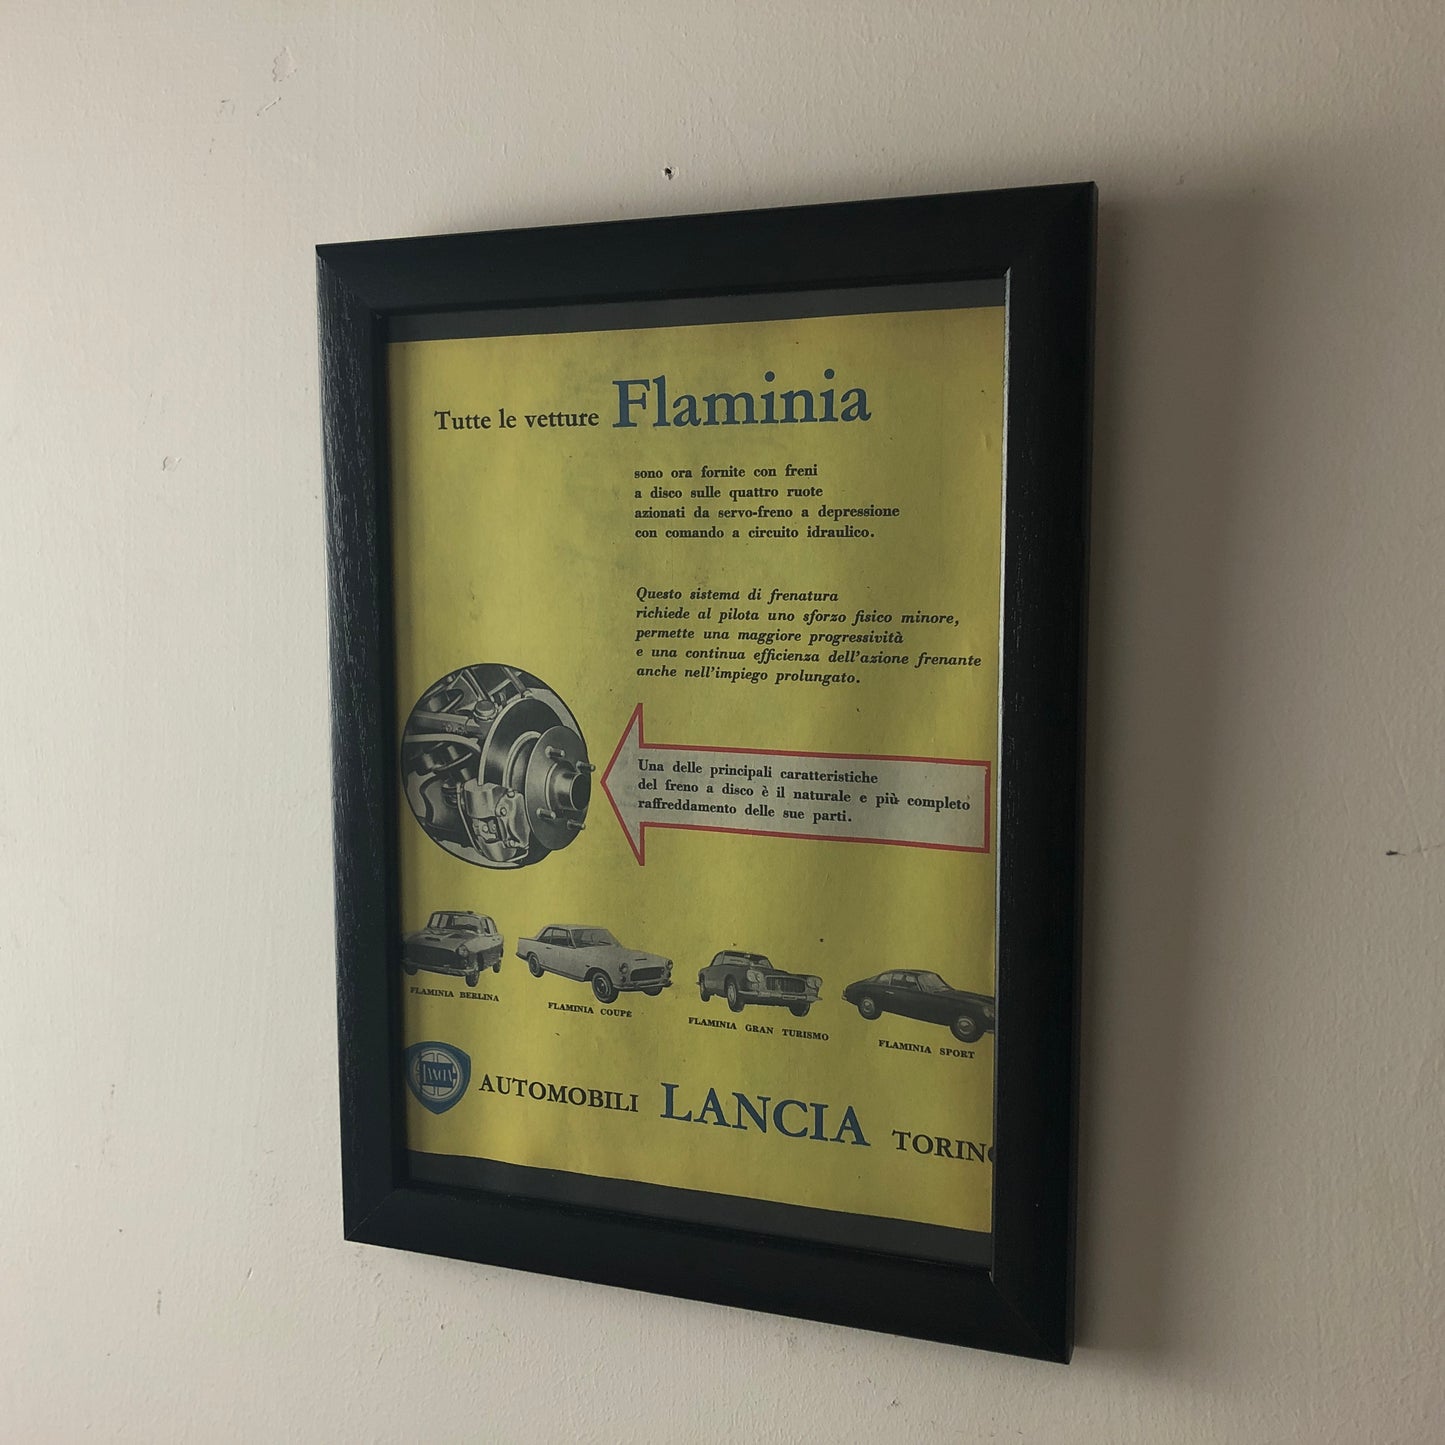 Tutte le vetture Flaminia
sono ora fornite con freni
a disco sulle quattro ruote
azionati da servo-freno a depressione
con comando a circuito idraulico.
Questo sistema di frenatura
richiede al pilota uno sforzo fisico minore,
permette una maggiore progressività
e una continua efficienza dell'azione frenante
anche nell'impiego prolungato.
Una delle principali caratteristiche
del freno a disco è il naturale e più completo
raffreddamento delle sue parti.
FLAMINIA BERLINA
FLAMINIA COUPÉ
FLAMINIA GRAN TURISMO
FLAMINIA SPORT
LANCIA
AUTOMOBILI LANCIA TORINO